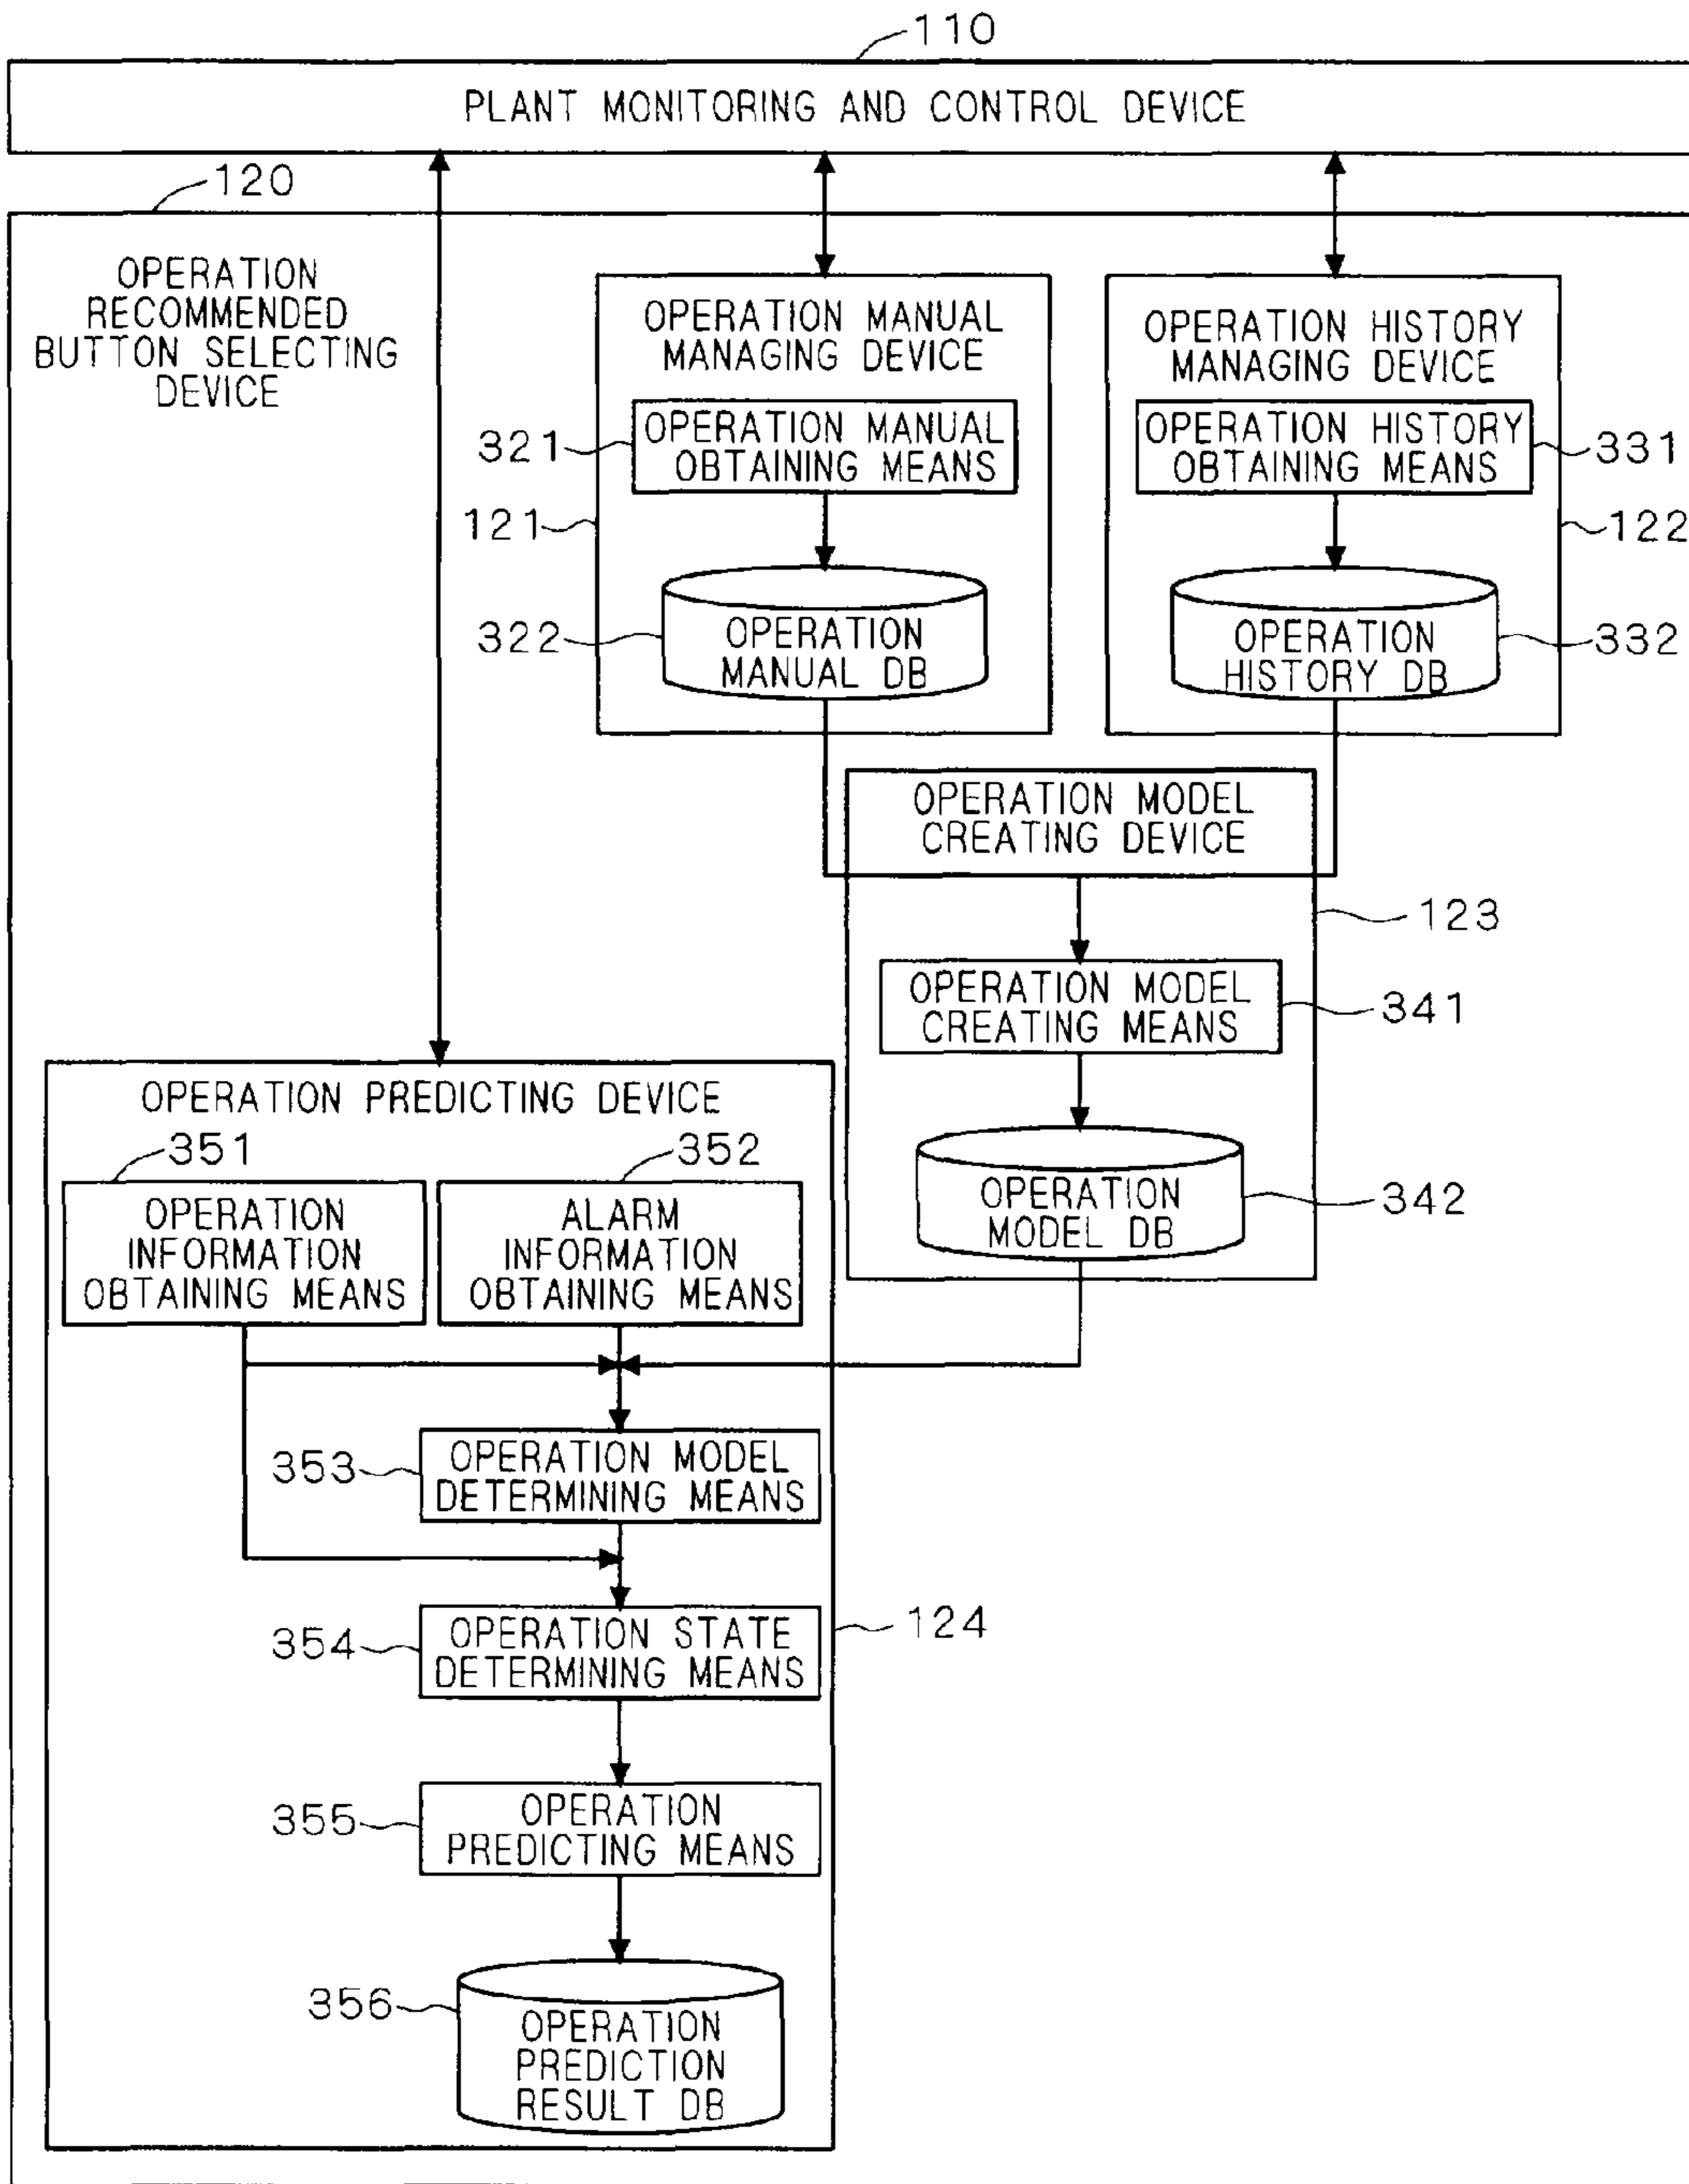 110
PLANT MONITORING AND CONTROL DEVICE
120
OPERATION
RECOMMENDED
BUTTON SELECTING
DEVICE
OPERATION MANUAL
MANAGING DEVICE
321
OPERATION MANUAL
OBTAINING MEANS
121
322
OPERATION
MANUAL DB
OPERATION HISTORY
MANAGING DEVICE
OPERATION HISTORY
OBTAINING MEANS
331
122
OPERATION
HISTORY DB
332
OPERATION MODEL
CREATING DEVICE
123
OPERATION MODEL
CREATING MEANS
341
OPERATION
MODEL DB
342
OPERATION PREDICTING DEVICE
351
OPERATION
INFORMATION
OBTAINING MEANS
352
ALARM
INFORMATION
OBTAINING MEANS
353
OPERATION MODEL
DETERMINING MEANS
354
OPERATION STATE
DETERMINING MEANS
124
355
OPERATION
PREDICTING MEANS
356
OPERATION
PREDICTION
RESULT DB